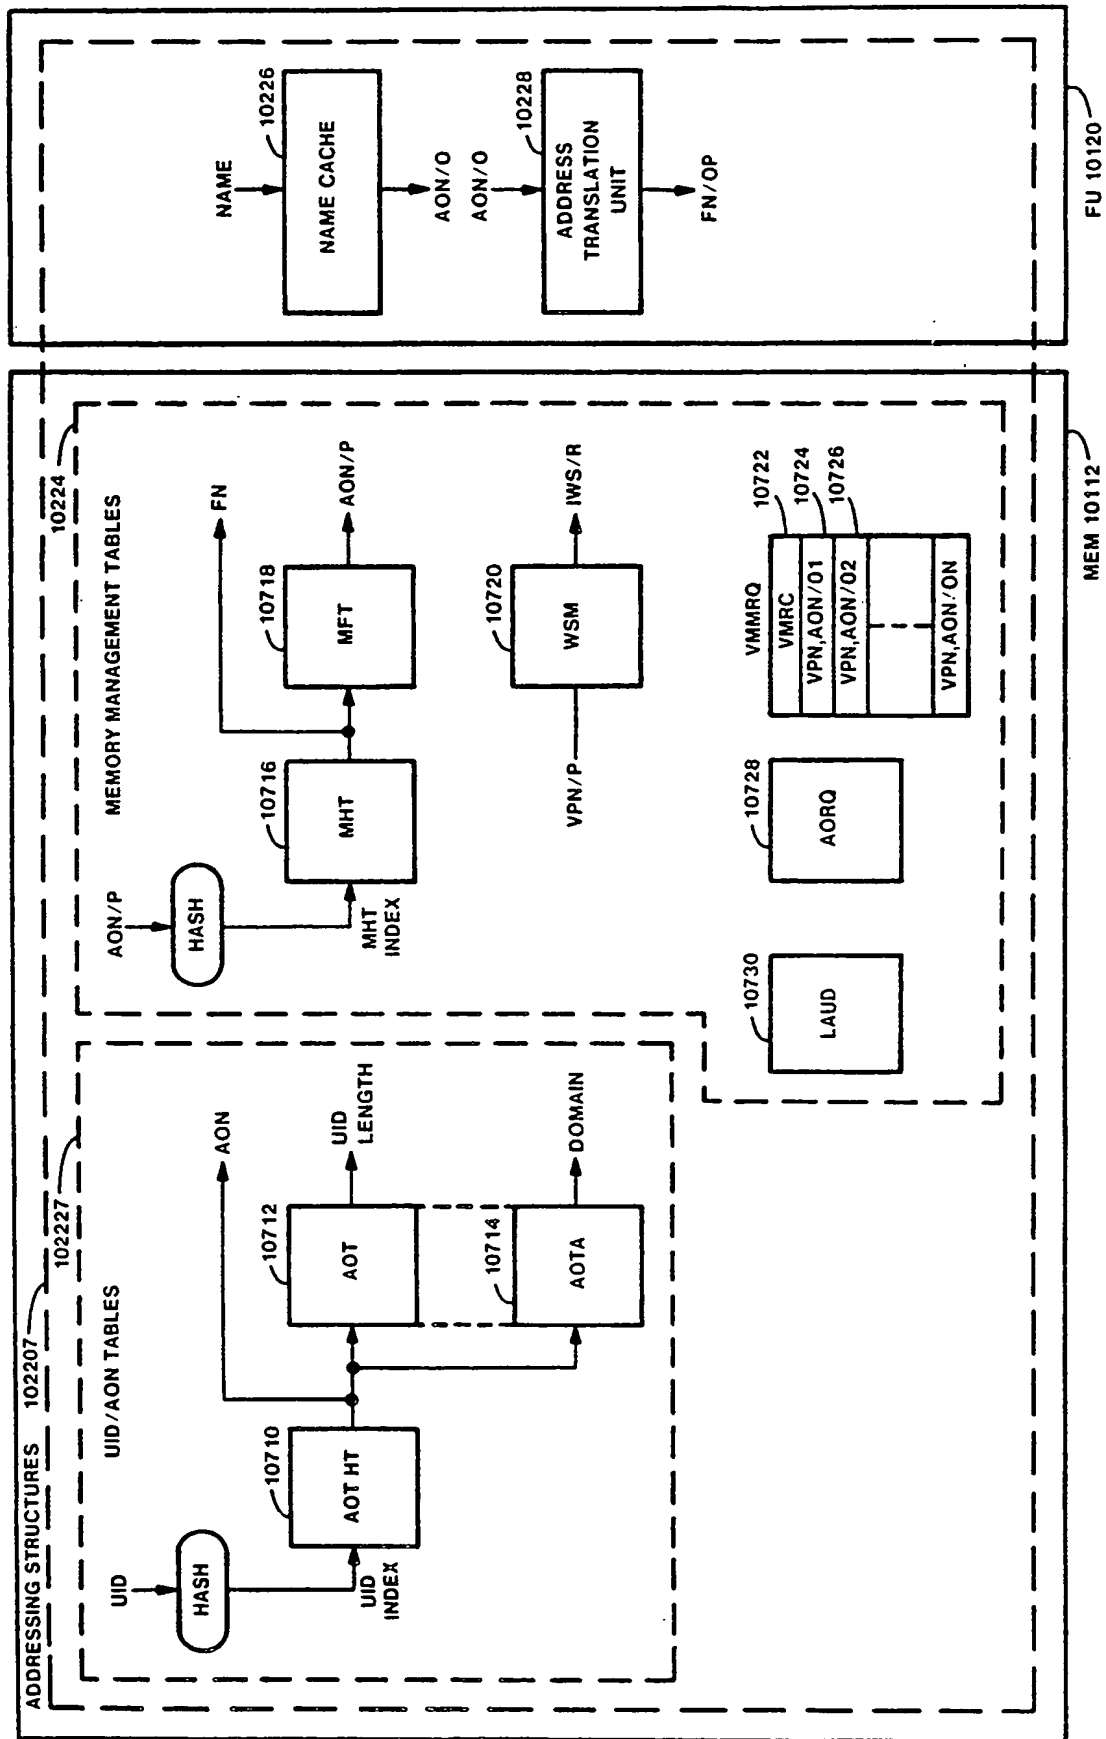 ADDRESSING STRUCTURES 102207
102227
10224
UID/AON TABLES
MEMORY MANAGEMENT TABLES
UID
HASH
UID
INDEX
10710
AOT HT
AON
10712
AOT
UID
LENGTH
10714
AOTA
DOMAIN
AON/P
HASH
MHT
INDEX
10716
MHT
FN
10718
MFT
AON/P
VPN/P
10720
WSM
IWS/R
10730
LAUD
10728
AORQ
VMMRQ
VMRC
10722
VPN,AON/O1
10724
VPN,AON/O2
10726
VPN,AON/ON
MEM 10112
NAME
10226
NAME CACHE
AON/O
AON/O
10228
ADDRESS
TRANSLATION
UNIT
FN/OP
FU 10120